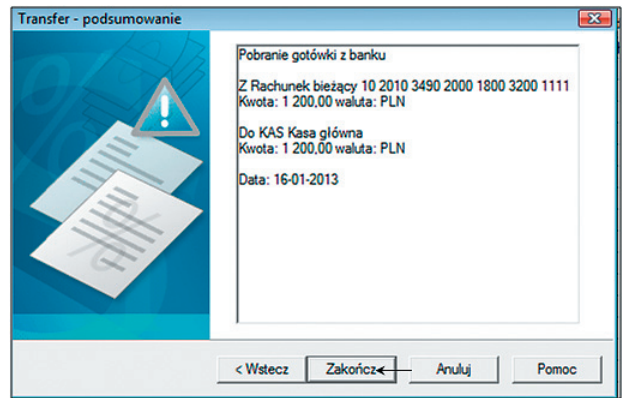 Transfer - podsumowanie
Pobranie gotówki z banku
Z Rachunek bieżący 10 2010 3490 2000 1800 3200 1111
Kwota: 1 200,00 waluta: PLN
Do KAS Kasa główna
Kwota: 1 200,00 waluta: PLN
Data: 16-01-2013
< Wstecz Zakończ Anuluj Pomoc